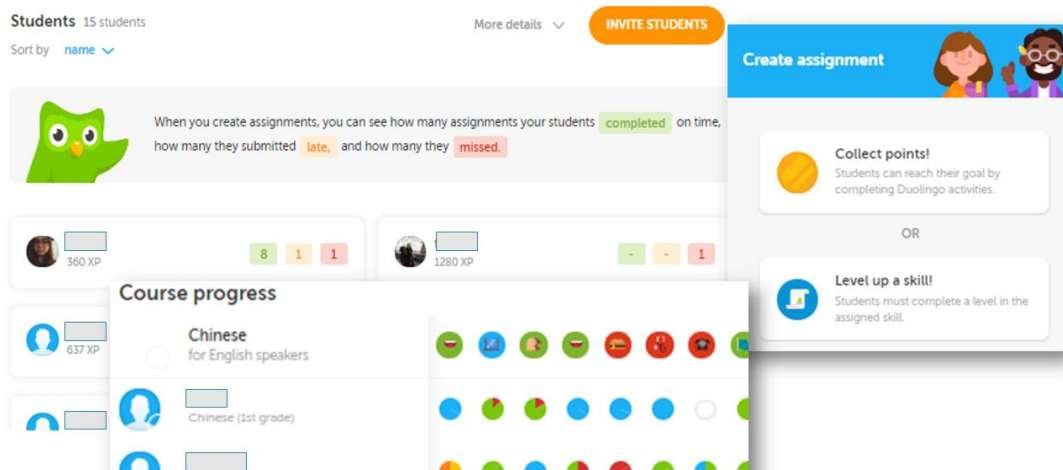 Students 15 students
More details
INVITE STUDENTS
Sort by name
When you create assignments, you can see how many assignments your students completed on time,
how many they submitted late, and how many they missed.
360 XP
8 1 1
1280 XP
- - 1
637 XP
Create assignment
Collect points!
Students can reach their goal by
completing Duolingo activities.
OR
Level up a skill!
Students must complete a level in the
assigned skill.
Course progress
Chinese
for English speakers
Chinese (1st grade)